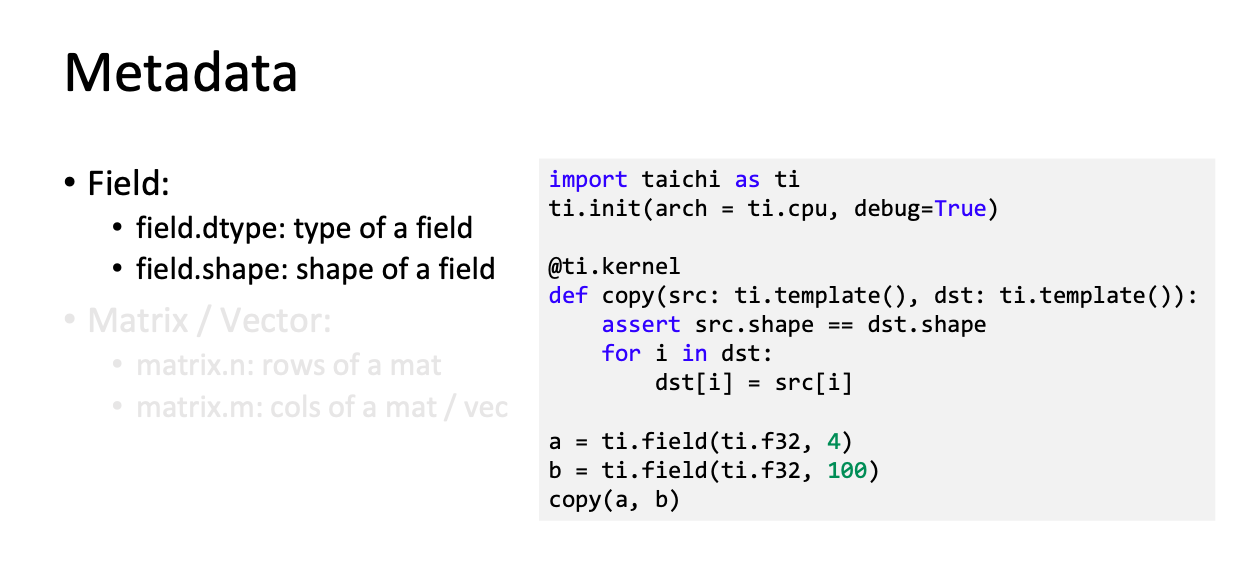 Metadata
• Field:
• field.dtype: type of a field
• field.shape: shape of a field
• Matrix / Vector:
• matrix.n: rows of a mat
• matrix.m: cols of a mat / vec
import taichi as ti
ti.init(arch = ti.cpu, debug=True)
@ti.kernel
def copy(src: ti.template(), dst: ti.template()):
    assert src.shape == dst.shape
    for i in dst:
        dst[i] = src[i]
a = ti.field(ti.f32, 4)
b = ti.field(ti.f32, 100)
copy(a, b)